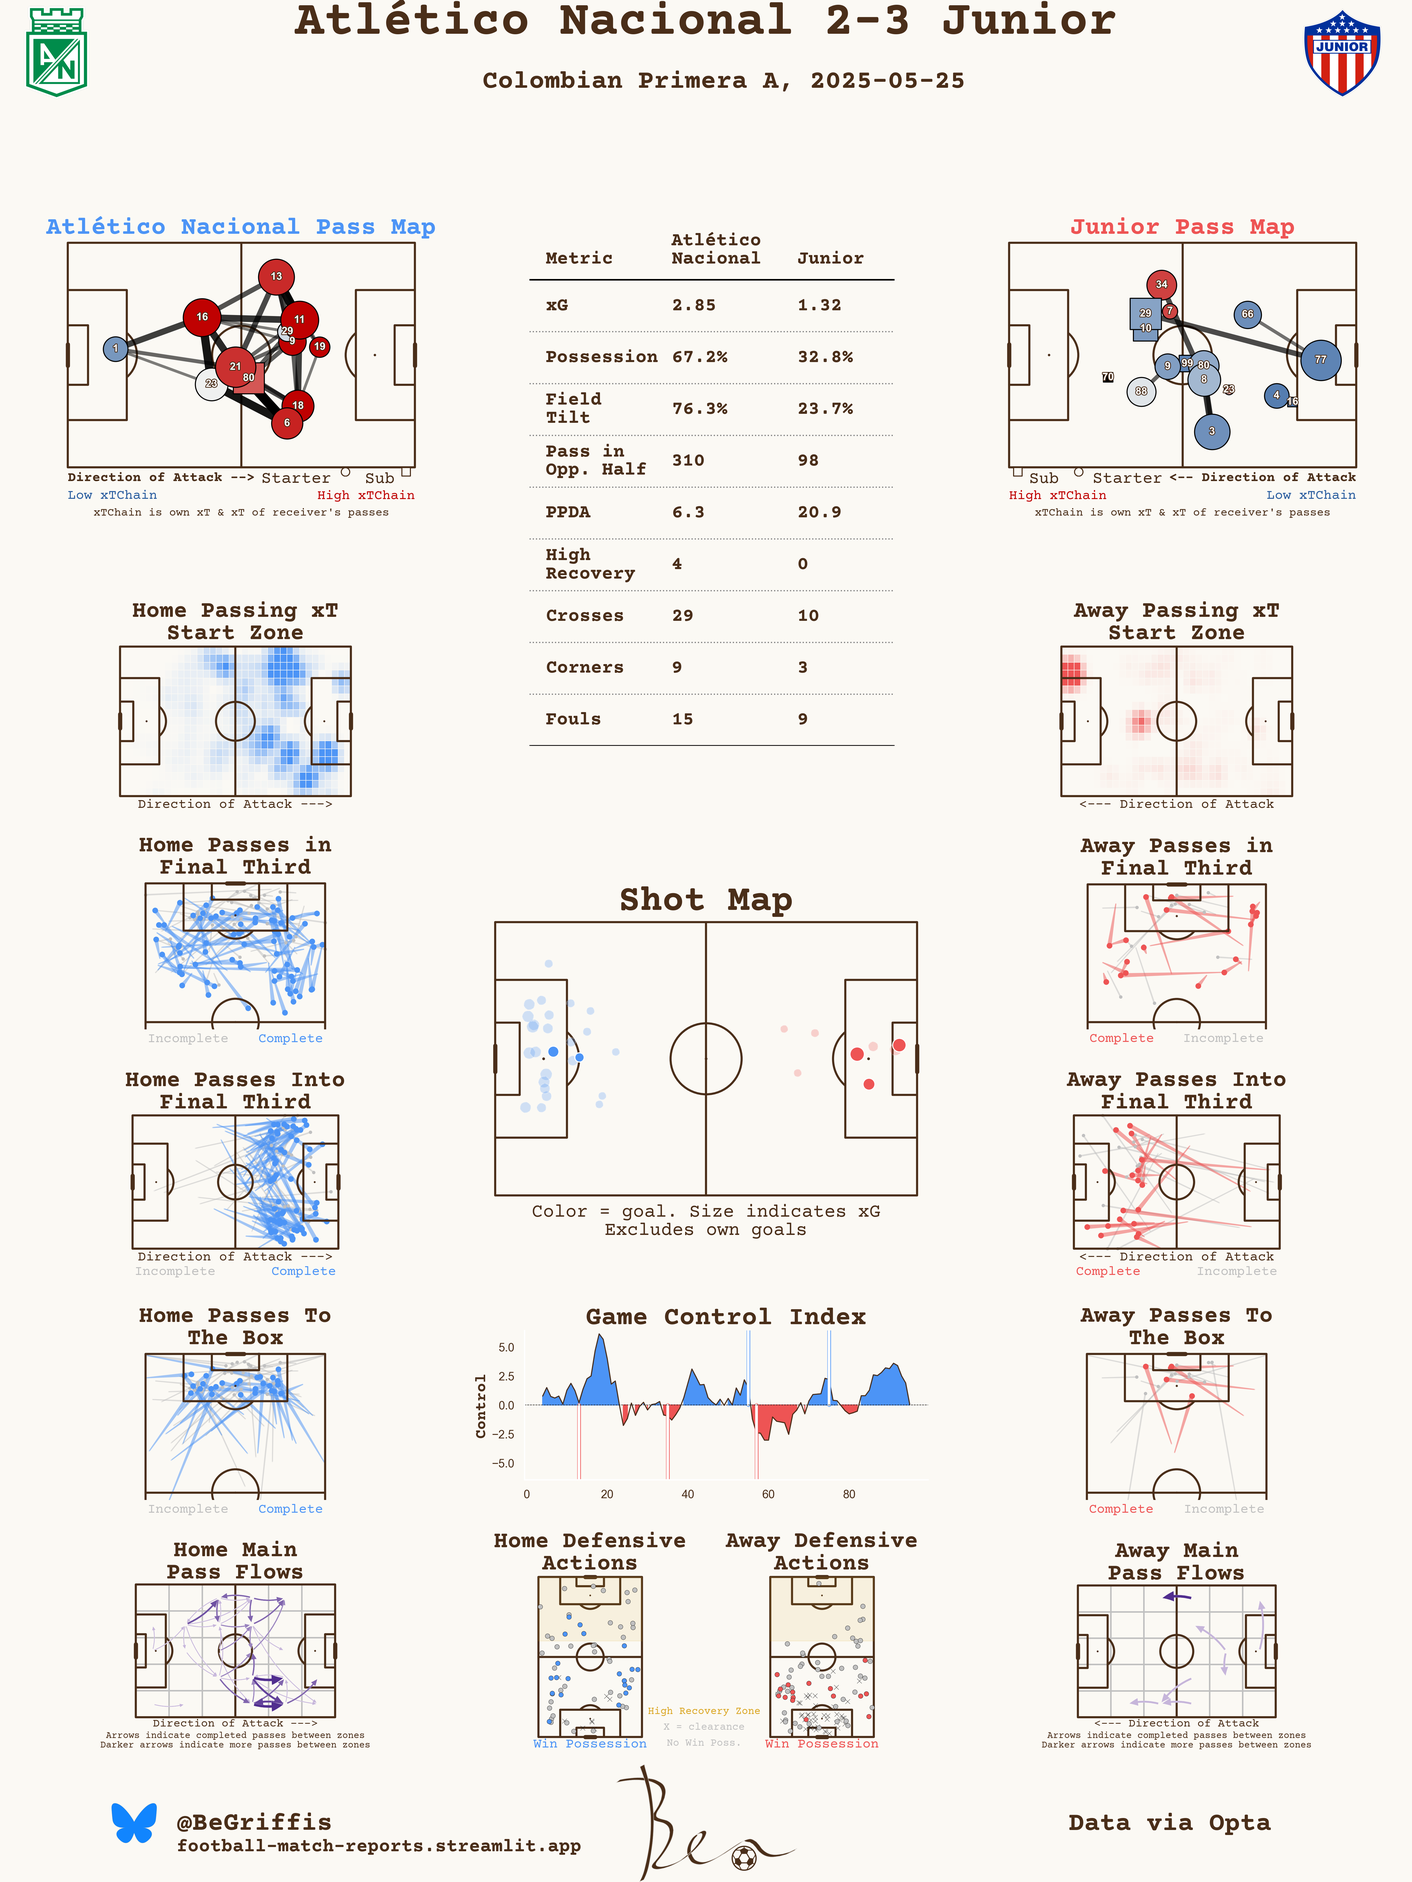 Atlético Nacional 2-3 Junior
Colombian Primera A, 2025-05-25
AN
JUNIOR
Atlético Nacional Pass Map
13
16
11
29
9
19
1
21
80
23
18
6
Direction of Attack --> Starter Sub
Low xTChain High xTChain
xTChain is own xT & xT of receiver's passes
Metric Atlético Nacional Junior
xG 2.85 1.32
Possession 67.2% 32.8%
Field Tilt 76.3% 23.7%
Pass in Opp. Half 310 98
PPDA 6.3 20.9
High Recovery 4 0
Crosses 29 10
Corners 9 3
Fouls 15 9
Junior Pass Map
34
29
7
66
10
77
9
99
80
70
8
88
23
4
16
3
Sub Starter <-- Direction of Attack
High xTChain Low xTChain
xTChain is own xT & xT of receiver's passes
Home Passing xT
Start Zone
Direction of Attack --->
Away Passing xT
Start Zone
<--- Direction of Attack
Home Passes in
Final Third
Incomplete Complete
Away Passes in
Final Third
Complete Incomplete
Shot Map
Color = goal. Size indicates xG
Excludes own goals
Home Passes Into
Final Third
Direction of Attack --->
Incomplete Complete
Away Passes Into
Final Third
<--- Direction of Attack
Complete Incomplete
Home Passes To
The Box
Incomplete Complete
Game Control Index
Control
5.0
2.5
0.0
−2.5
−5.0
0 20 40 60 80
Away Passes To
The Box
Complete Incomplete
Home Main
Pass Flows
Direction of Attack --->
Arrows indicate completed passes between zones
Darker arrows indicate more passes between zones
Home Defensive
Actions
Win Possession
Away Defensive
Actions
Win Possession
High Recovery Zone
X = clearance
No Win Poss.
Away Main
Pass Flows
<--- Direction of Attack
Arrows indicate completed passes between zones
Darker arrows indicate more passes between zones
@BeGriffis
football-match-reports.streamlit.app
Ben
Data via Opta